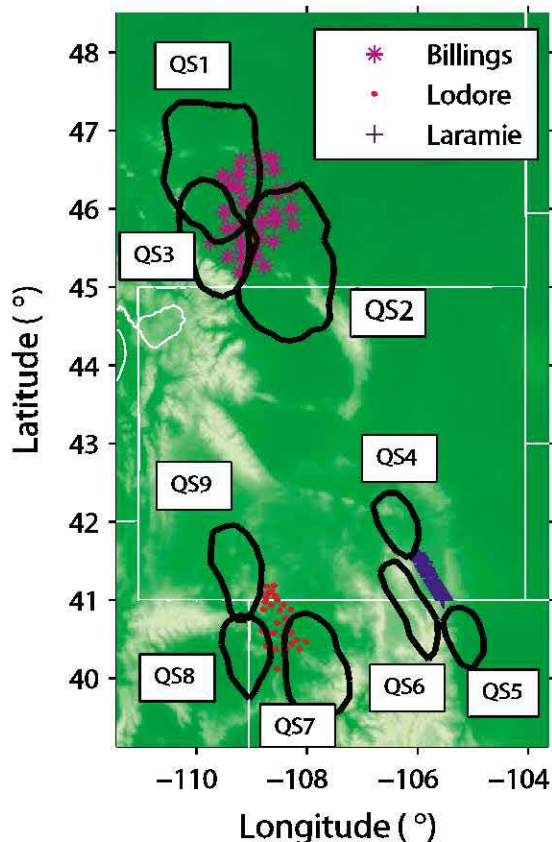 48
47
46
45
44
43
42
41
40
Latitude (°)
QS1
Billings
Lodore
Laramie
QS3
QS2
QS4
QS9
QS8
QS7
QS6
QS5
−110
−108
−106
−104
Longitude (°)